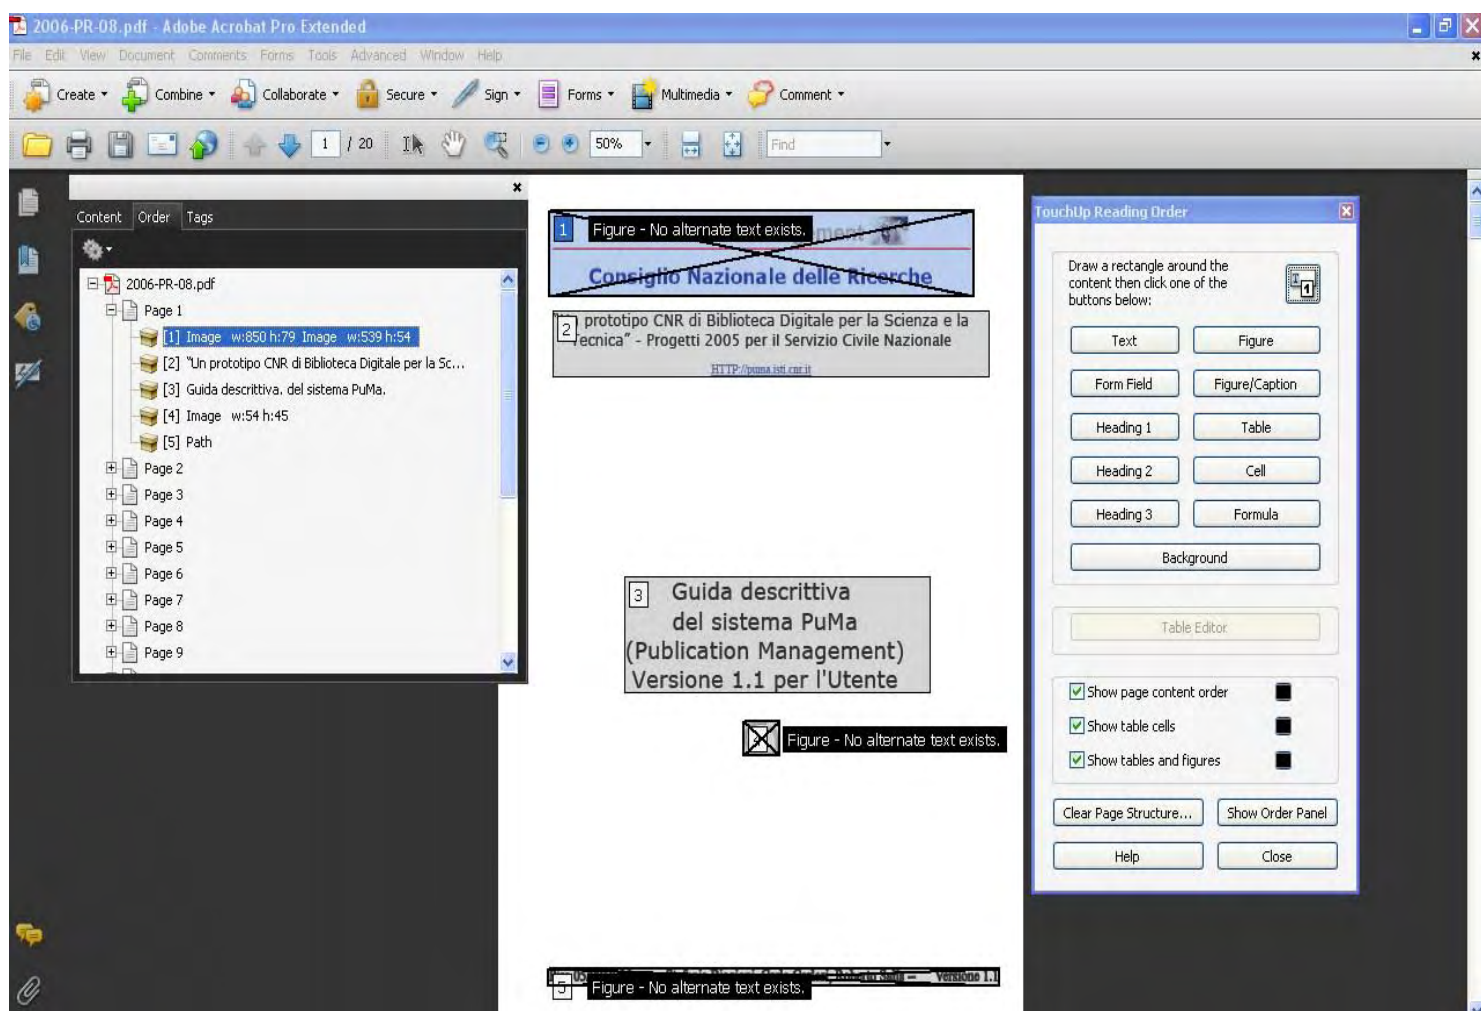 2006-PR-08.pdf - Adobe Acrobat Pro Extended
File Edit View Document Comments Forms Tools Advanced Window Help
Create Combine Collaborate Secure Sign Forms Multimedia Comment
1 / 20 50% Find
Content Order Tags
2006-PR-08.pdf
Page 1
[1] Image w:850 h:79 Image w:539 h:54
[2] "Un prototipo CNR di Biblioteca Digitale per la Sc...
[3] Guida descrittiva. del sistema PuMa.
[4] Image w:54 h:45
[5] Path
Page 2
Page 3
Page 4
Page 5
Page 6
Page 7
Page 8
Page 9
1 Figure - No alternate text exists.
Consiglio Nazionale delle Ricerche
2 prototipo CNR di Biblioteca Digitale per la Scienza e la
Tecnica" - Progetti 2005 per il Servizio Civile Nazionale
HTTP://puma.isti.cnr.it
3 Guida descrittiva
del sistema PuMa
(Publication Management)
Versione 1.1 per l'Utente
Figure - No alternate text exists.
Versione 1.1
5 Figure - No alternate text exists.
TouchUp Reading Order
Draw a rectangle around the
content then click one of the
buttons below:
Text Figure
Form Field Figure/Caption
Heading 1 Table
Heading 2 Cell
Heading 3 Formula
Background
Table Editor
Show page content order
Show table cells
Show tables and figures
Clear Page Structure... Show Order Panel
Help Close